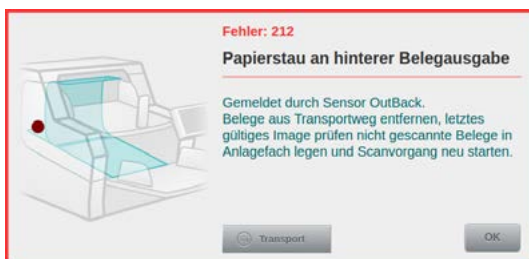 Fehler: 212
Papierstau an hinterer Belegausgabe
Gemeldet durch Sensor OutBack.
Belege aus Transportweg entfernen, letztes
gültiges Image prüfen nicht gescannte Belege in
Anlagefach legen und Scanvorgang neu starten.
Transport
OK